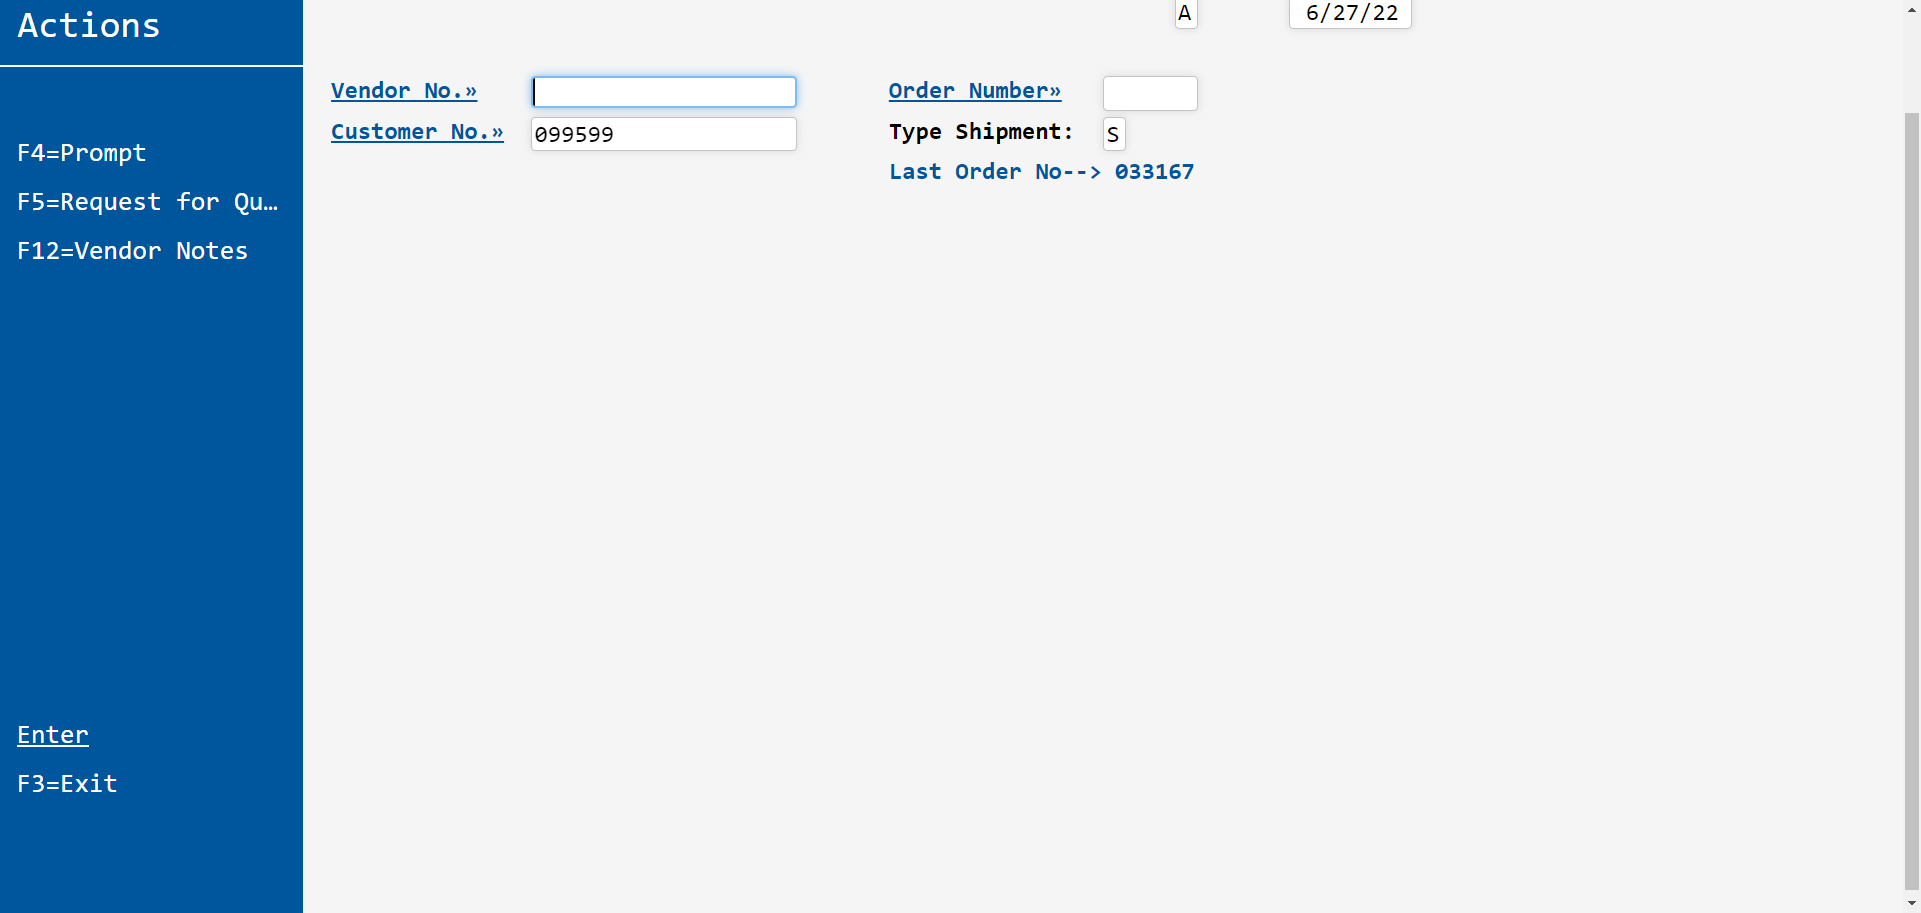 Actions
A 6/27/22
Vendor No.» Order Number»
Customer No.» 099599 Type Shipment: S
Last Order No--> 033167
F4=Prompt
F5=Request for Qu…
F12=Vendor Notes
Enter
F3=Exit